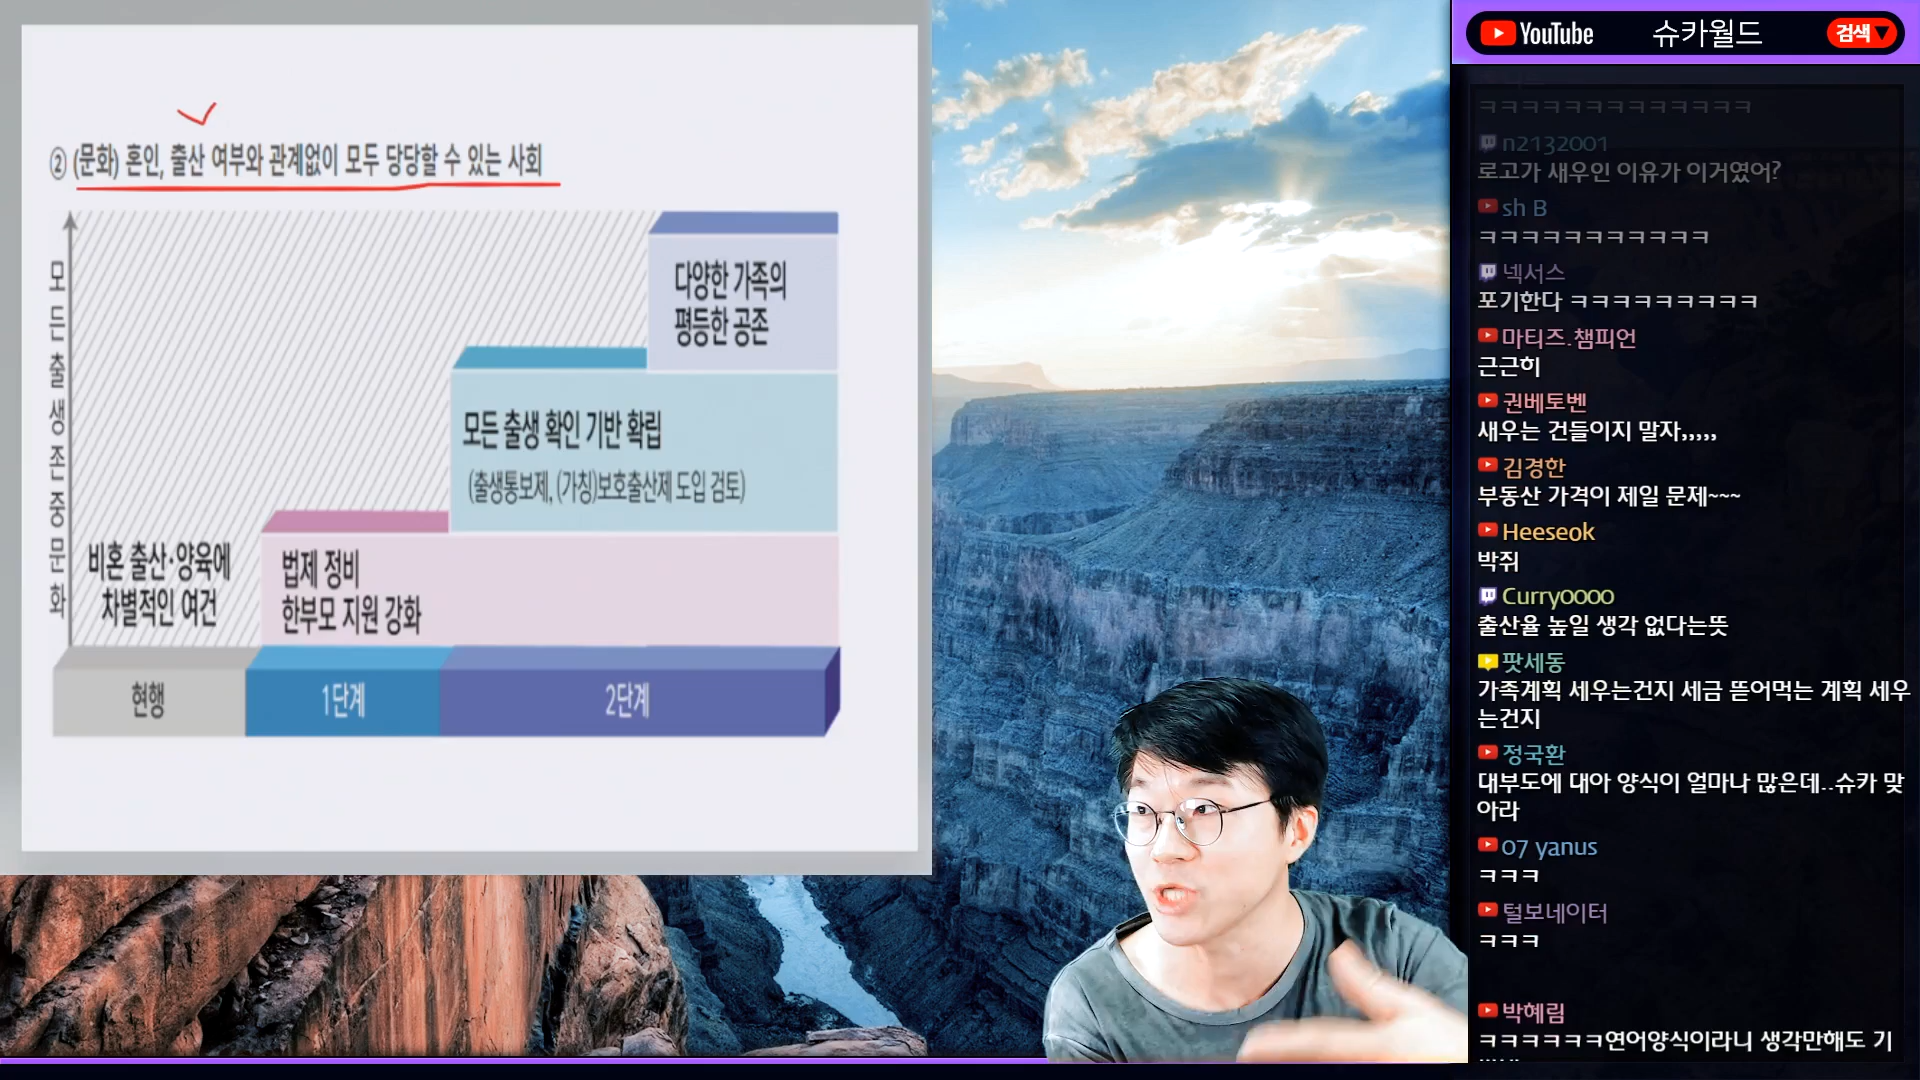 ② (문화) 혼인, 출산 여부와 관계없이 모두 당당할 수 있는 사회
모든출생존중문화
다양한 가족의
평등한 공존
모든 출생 확인 기반 확립
(출생통보제, (가칭)보호출산제 도입 검토)
비혼 출산·양육에
차별적인 여건
법제 정비
한부모 지원 강화
현행
1단계
2단계
YouTube
슈카월드
검색▼
ㅋㅋㅋㅋㅋㅋㅋㅋㅋㅋㅋㅋㅋ
n2132001
로고가 새우인 이유가 이거였어?
sh B
ㅋㅋㅋㅋㅋㅋㅋㅋㅋㅋㅋ
넥서스
포기한다 ㅋㅋㅋㅋㅋㅋㅋㅋㅋ
마티즈.챔피언
근근히
권베토벤
새우는 건들이지 말자,,,,,
김경한
부동산 가격이 제일 문제~~~
Heeseok
박쥐
Curryoooo
출산율 높일 생각 없다는뜻
팟세동
가족계획 세우는건지 세금 뜯어먹는 계획 세우
는건지
정국환
대부도에 대아 양식이 얼마나 많은데..슈카 맞
아라
07 yanus
ㅋㅋㅋ
털보네이터
ㅋㅋㅋ
박혜림
ㅋㅋㅋㅋㅋㅋ연어양식이라니 생각만해도 기